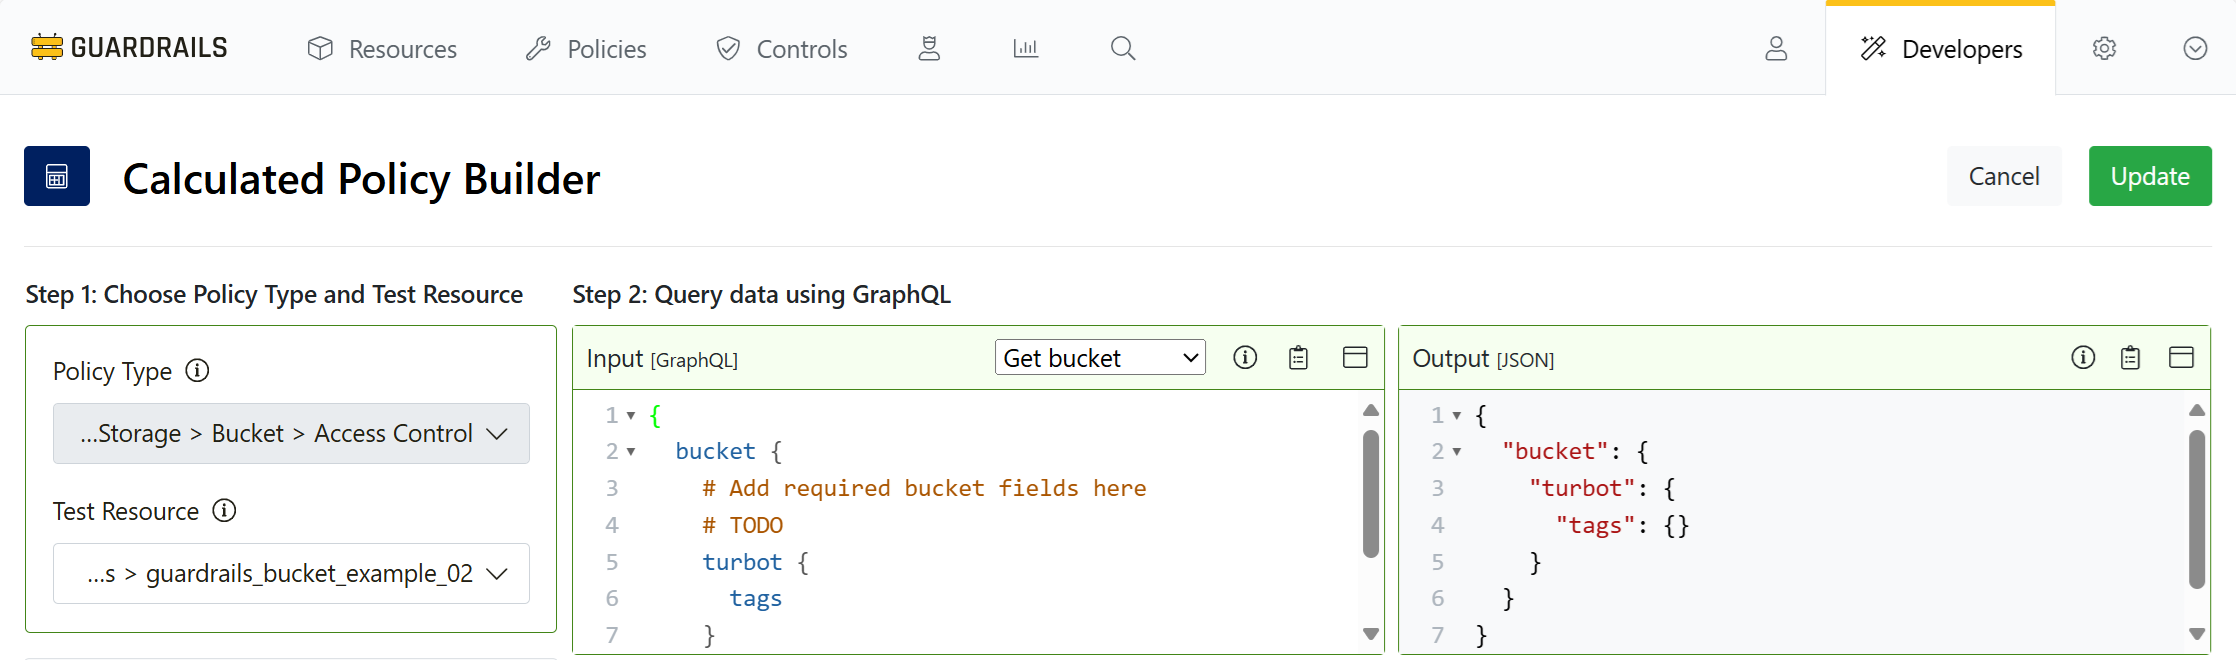 GUARDRAILS Resources Policies Controls Developers
Calculated Policy Builder Cancel Update
Step 1: Choose Policy Type and Test Resource
Policy Type
...Storage > Bucket > Access Control
Test Resource
...s > guardrails_bucket_example_02
Step 2: Query data using GraphQL
Input [GraphQL] Get bucket
1 {
2 bucket {
3 # Add required bucket fields here
4 # TODO
5 turbot {
6 tags
7 }
Output [JSON]
1 {
2 "bucket": {
3 "turbot": {
4 "tags": {}
5 }
6 }
7 }